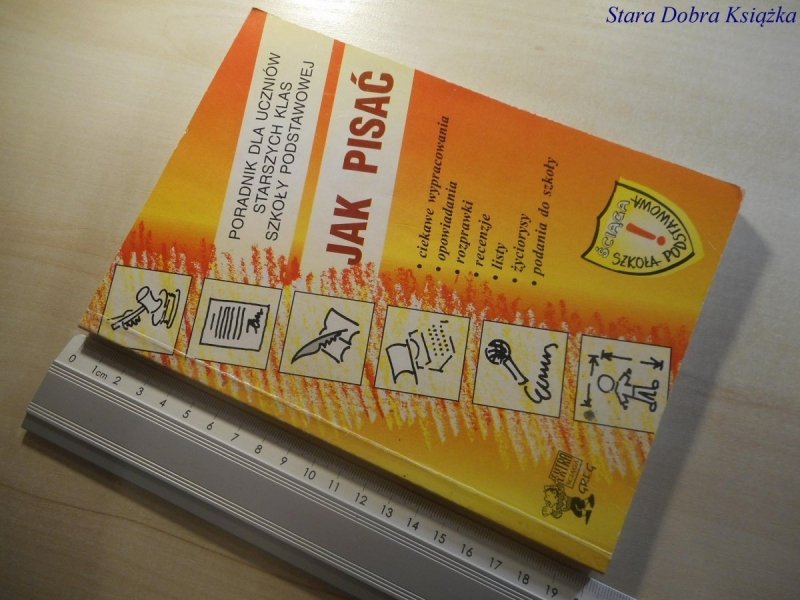 Stara Dobra Książka
PORADNIK DLA UCZNIÓW
STARSZYCH KLAS
SZKOŁY PODSTAWOWEJ
JAK PISAĆ
• ciekawe wypracowania
• opowiadania
• rozprawki
• recenzje
• listy
• życiorysy
• podania do szkoły
ŚCIĄGA
!
SZKOŁA PODSTAWOWA
EXTRA
GREG
0 1cm 2 3 4 5 6 7 8 9 10 11 12 13 14 15 16 17 18 19